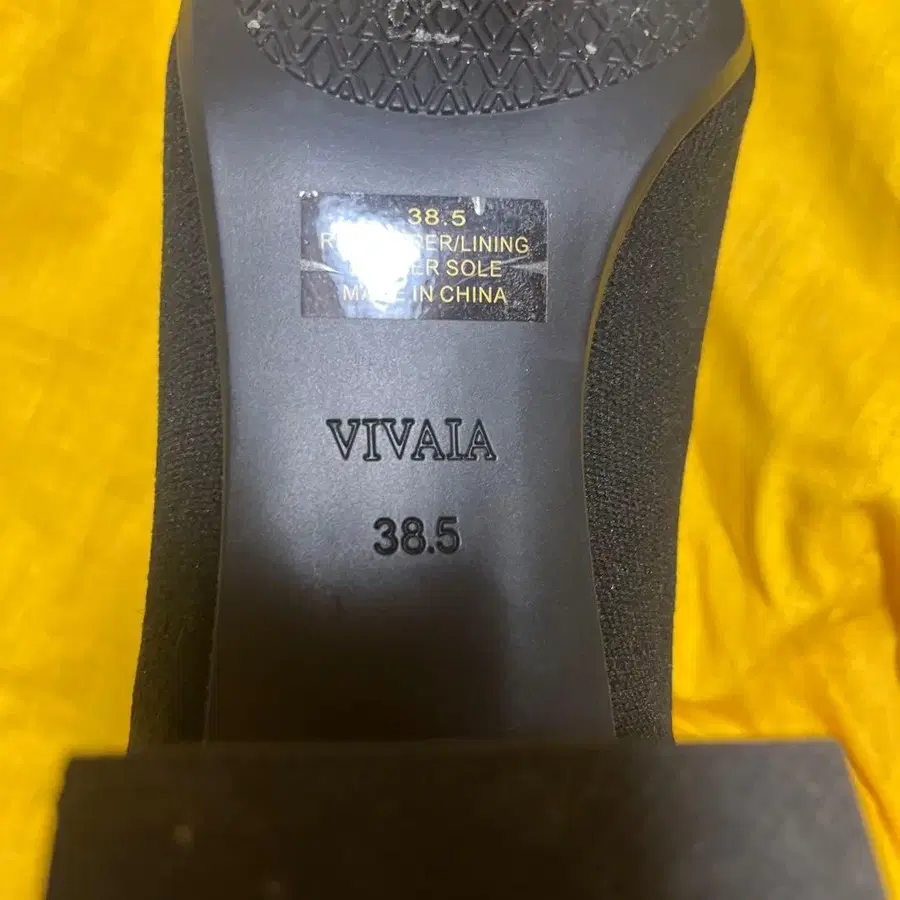 38.5
/LINING
SOLE
MADE IN CHINA
VIVAIA
38.5